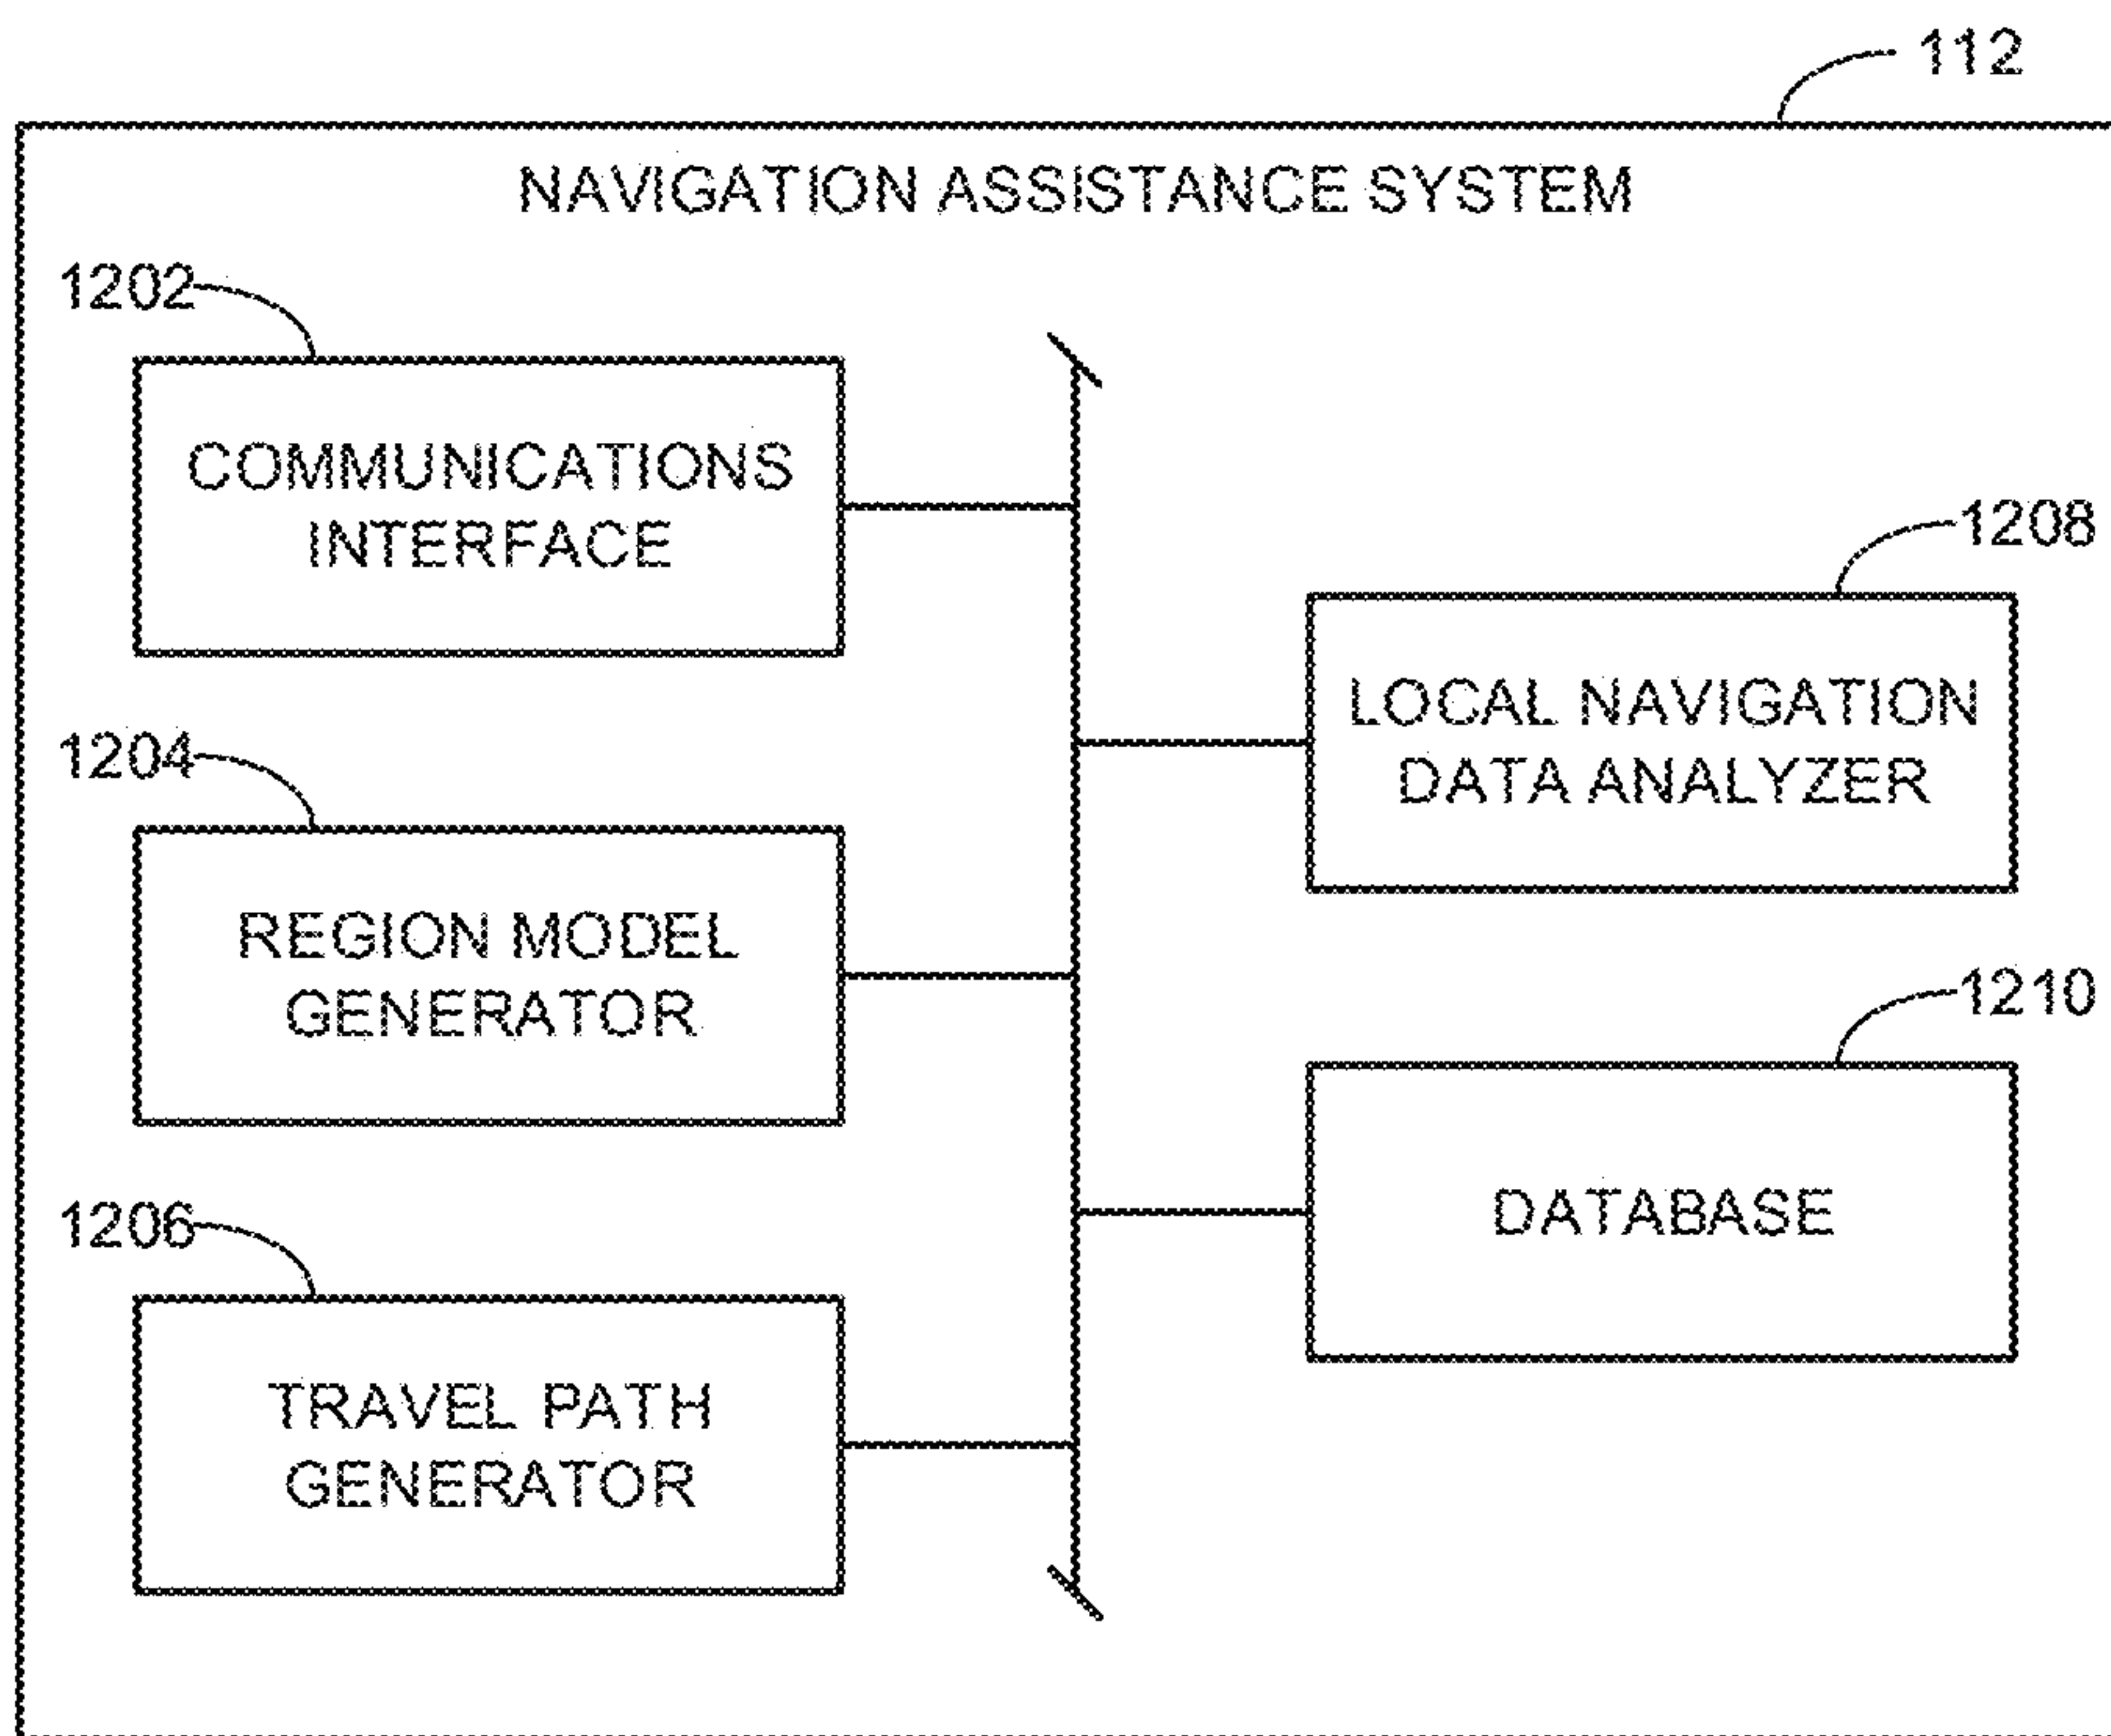 112
NAVIGATION ASSISTANCE SYSTEM
1202
COMMUNICATIONS
INTERFACE
1204
REGION MODEL
GENERATOR
1206
TRAVEL PATH
GENERATOR
1208
LOCAL NAVIGATION
DATA ANALYZER
1210
DATABASE